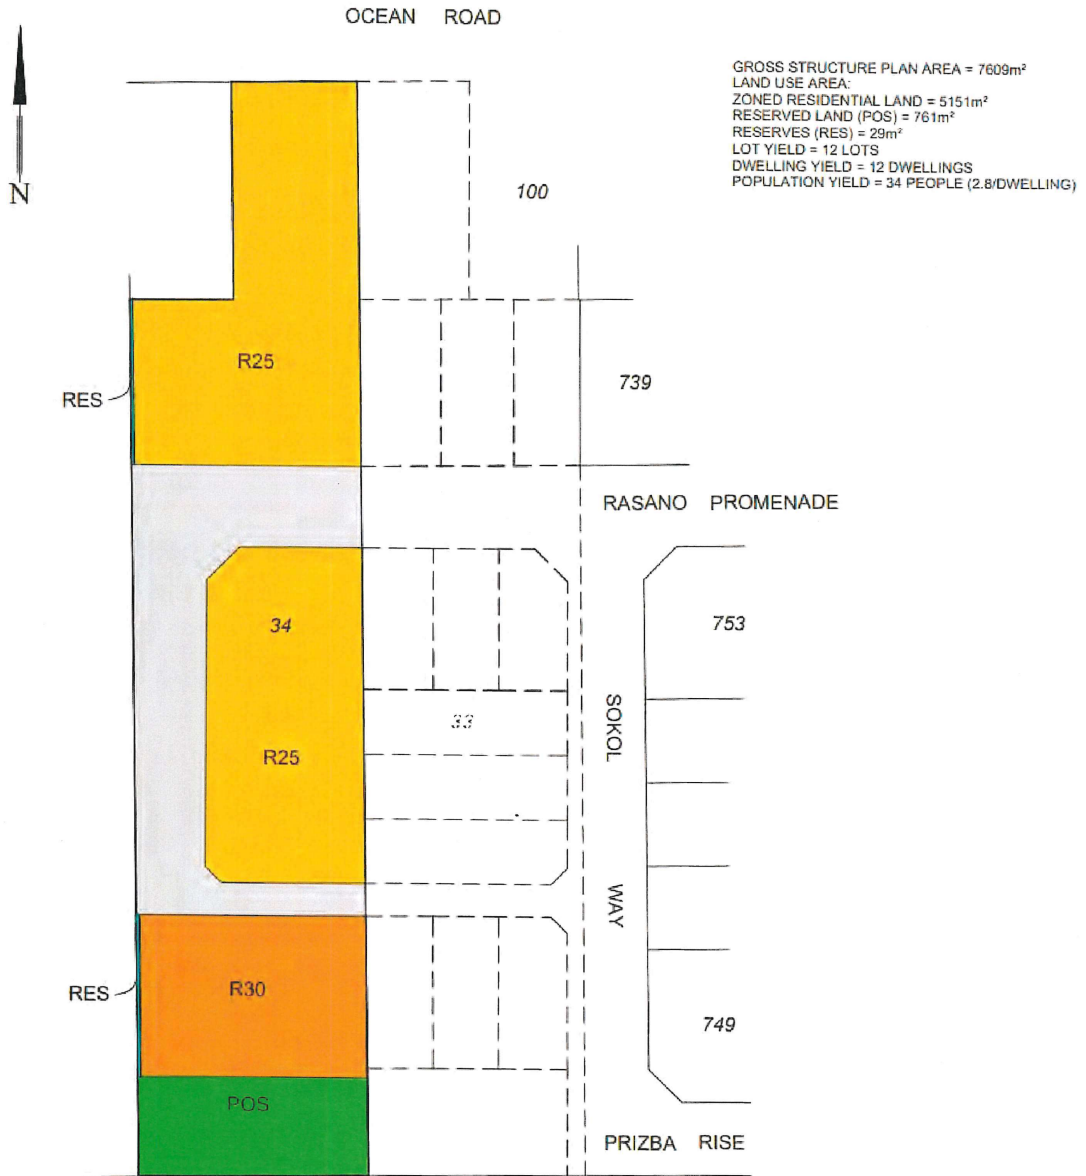 OCEAN ROAD
GROSS STRUCTURE PLAN AREA = 7609m²
LAND USE AREA:
ZONED RESIDENTIAL LAND = 5151m²
RESERVED LAND (POS) = 761m²
RESERVES (RES) = 29m²
LOT YIELD = 12 LOTS
DWELLING YIELD = 12 DWELLINGS
POPULATION YIELD = 34 PEOPLE (2.8/DWELLING)
N
100
R25
739
RES
RASANO PROMENADE
34
753
33
SOKOL WAY
R25
R30
RES
749
POS
PRIZBA RISE